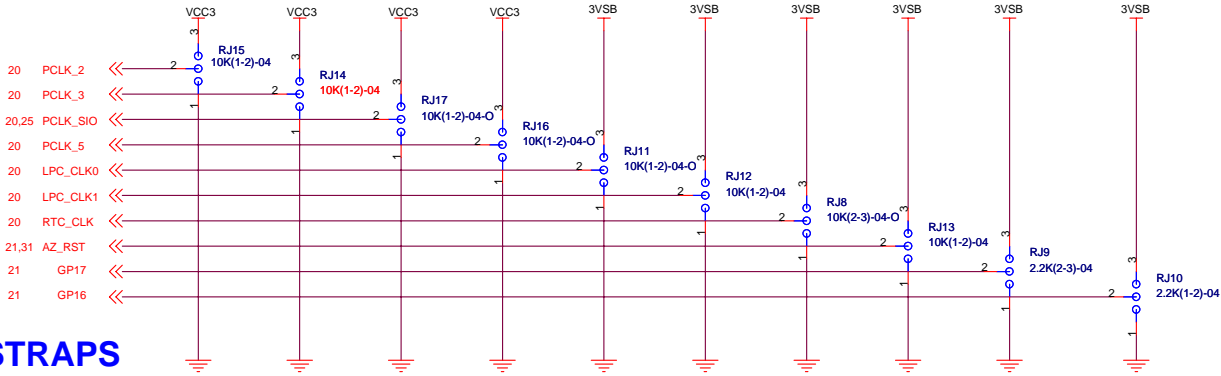 VCC3 VCC3 VCC3 VCC3 3VSB 3VSB 3VSB 3VSB 3VSB 3VSB
3
RJ15
10K(1-2)-04
20 PCLK_2 2
3
RJ14
10K(1-2)-04
20 PCLK_3 2
1
3
RJ17
10K(1-2)-04-O
20,25 PCLK_SIO 2
1
3
RJ16
10K(1-2)-04-O
20 PCLK_5 2
1
3
RJ11
10K(1-2)-04-O
20 LPC_CLK0 2
1
3
RJ12
10K(1-2)-04
20 LPC_CLK1 2
1
3
RJ8
10K(2-3)-04-O
20 RTC_CLK 2
1
3
RJ13
10K(1-2)-04
21,31 AZ_RST 2
1
3
RJ9
2.2K(2-3)-04
21 GP17 2
1
3
RJ10
2.2K(1-2)-04
21 GP16 2
1
1
STRAPS